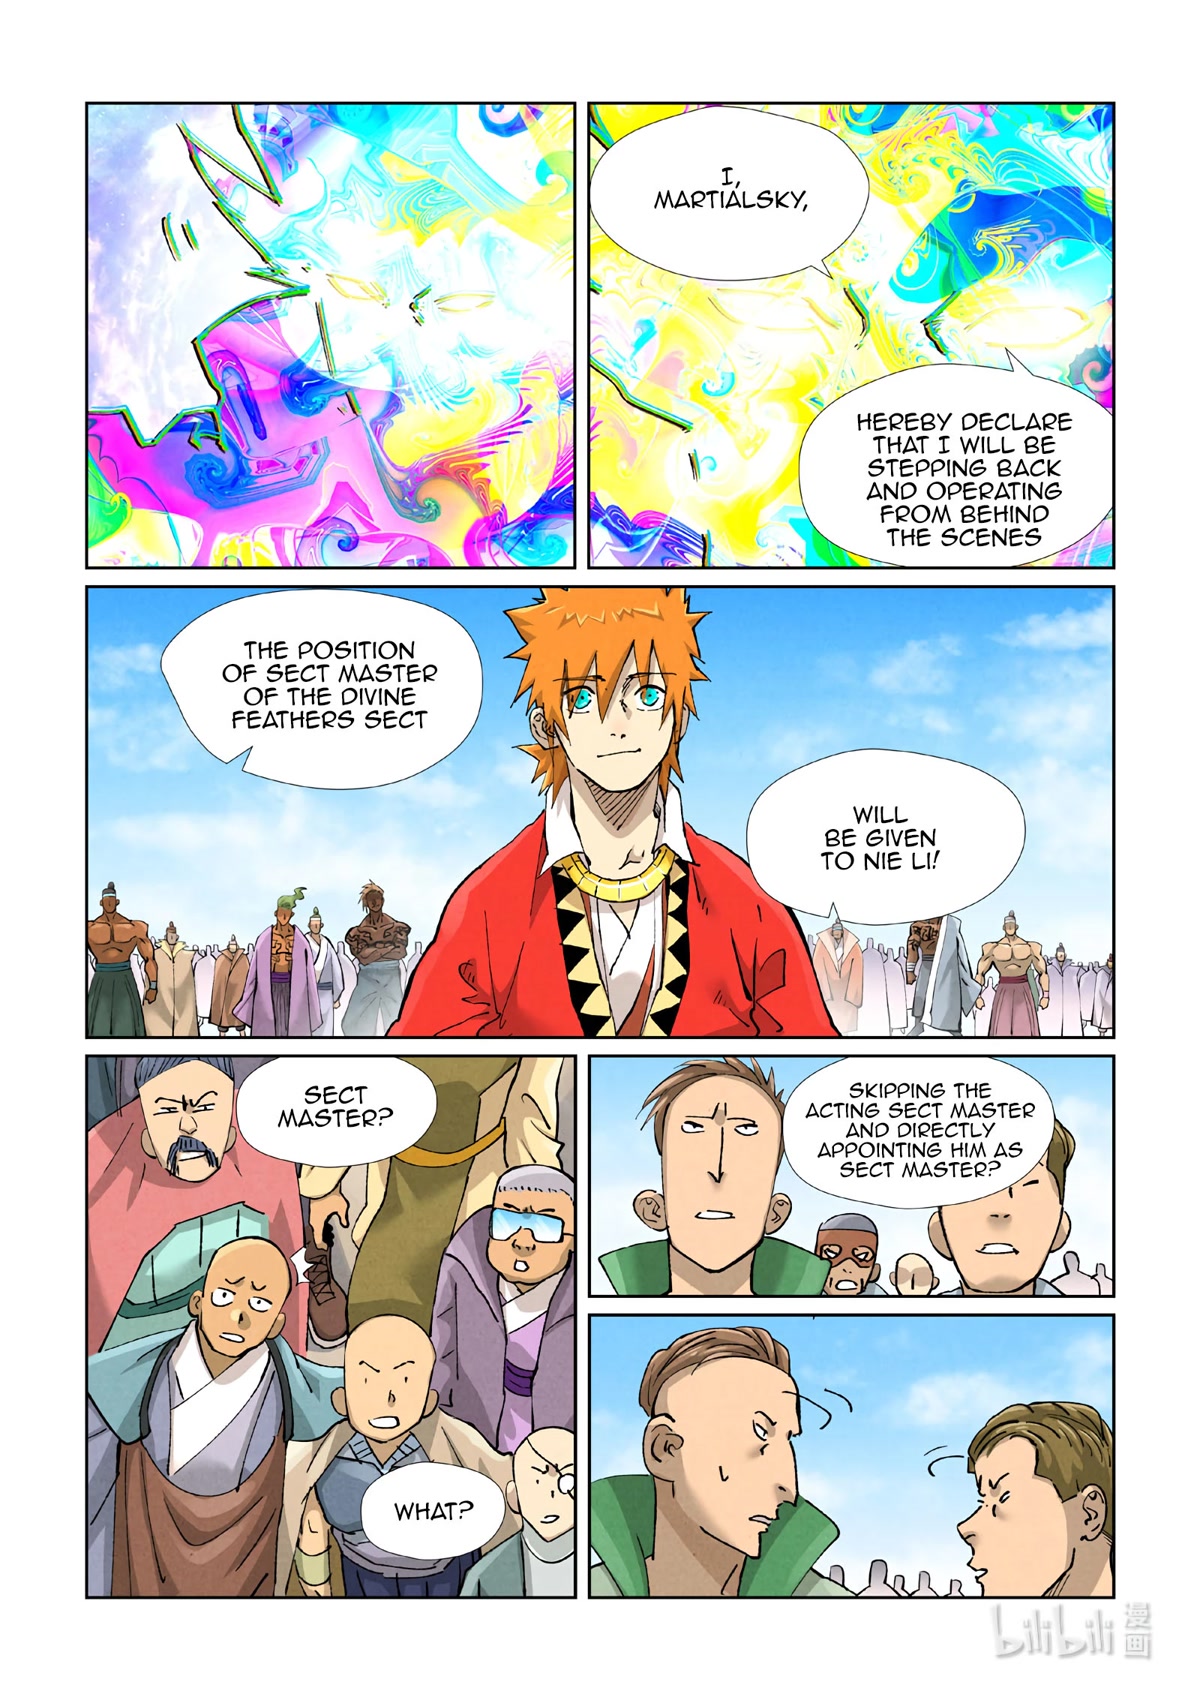 I,
MARTIALSKY,
HEREBY DECLARE
THAT I WILL BE
STEPPING BACK
AND OPERATING
FROM BEHIND
THE SCENES
THE POSITION
OF SECT MASTER
OF THE DIVINE
FEATHERS SECT
WILL
BE GIVEN
TO NIE LI!
SECT
MASTER?
WHAT?
SKIPPING THE
ACTING SECT MASTER
AND DIRECTLY
APPOINTING HIM AS
SECT MASTER?
bilibili 漫画